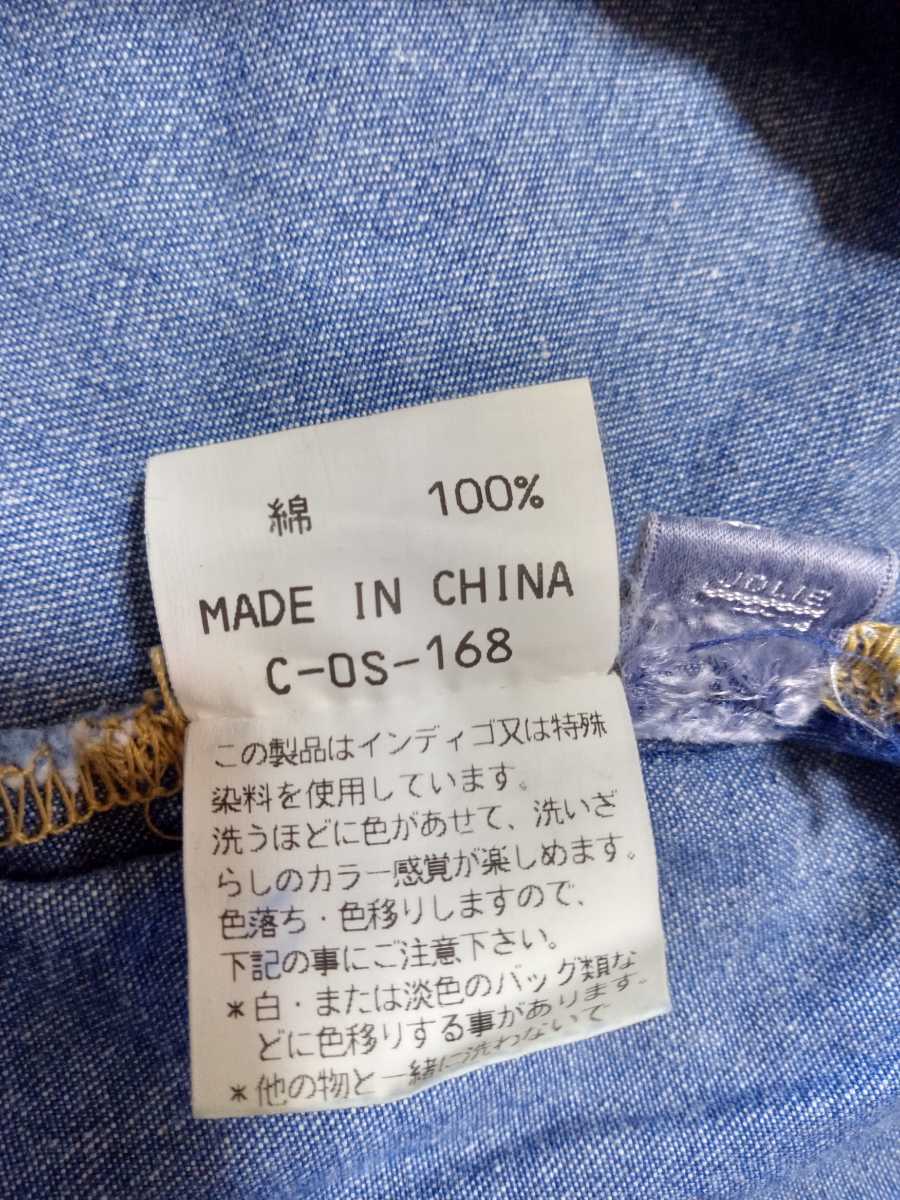 綿 100%
MADE IN CHINA
C-OS-168
この製品はインディゴ又は特殊
染料を使用しています。
洗うほどに色があせて、洗いざ
らしのカラー感覚が楽しめます。
色落ち・色移りしますので、
下記の事にご注意下さい。
*白・または淡色のバッグ類な
どに色移りする事があります。
*他の物と一緒に洗わないで
JOLIE